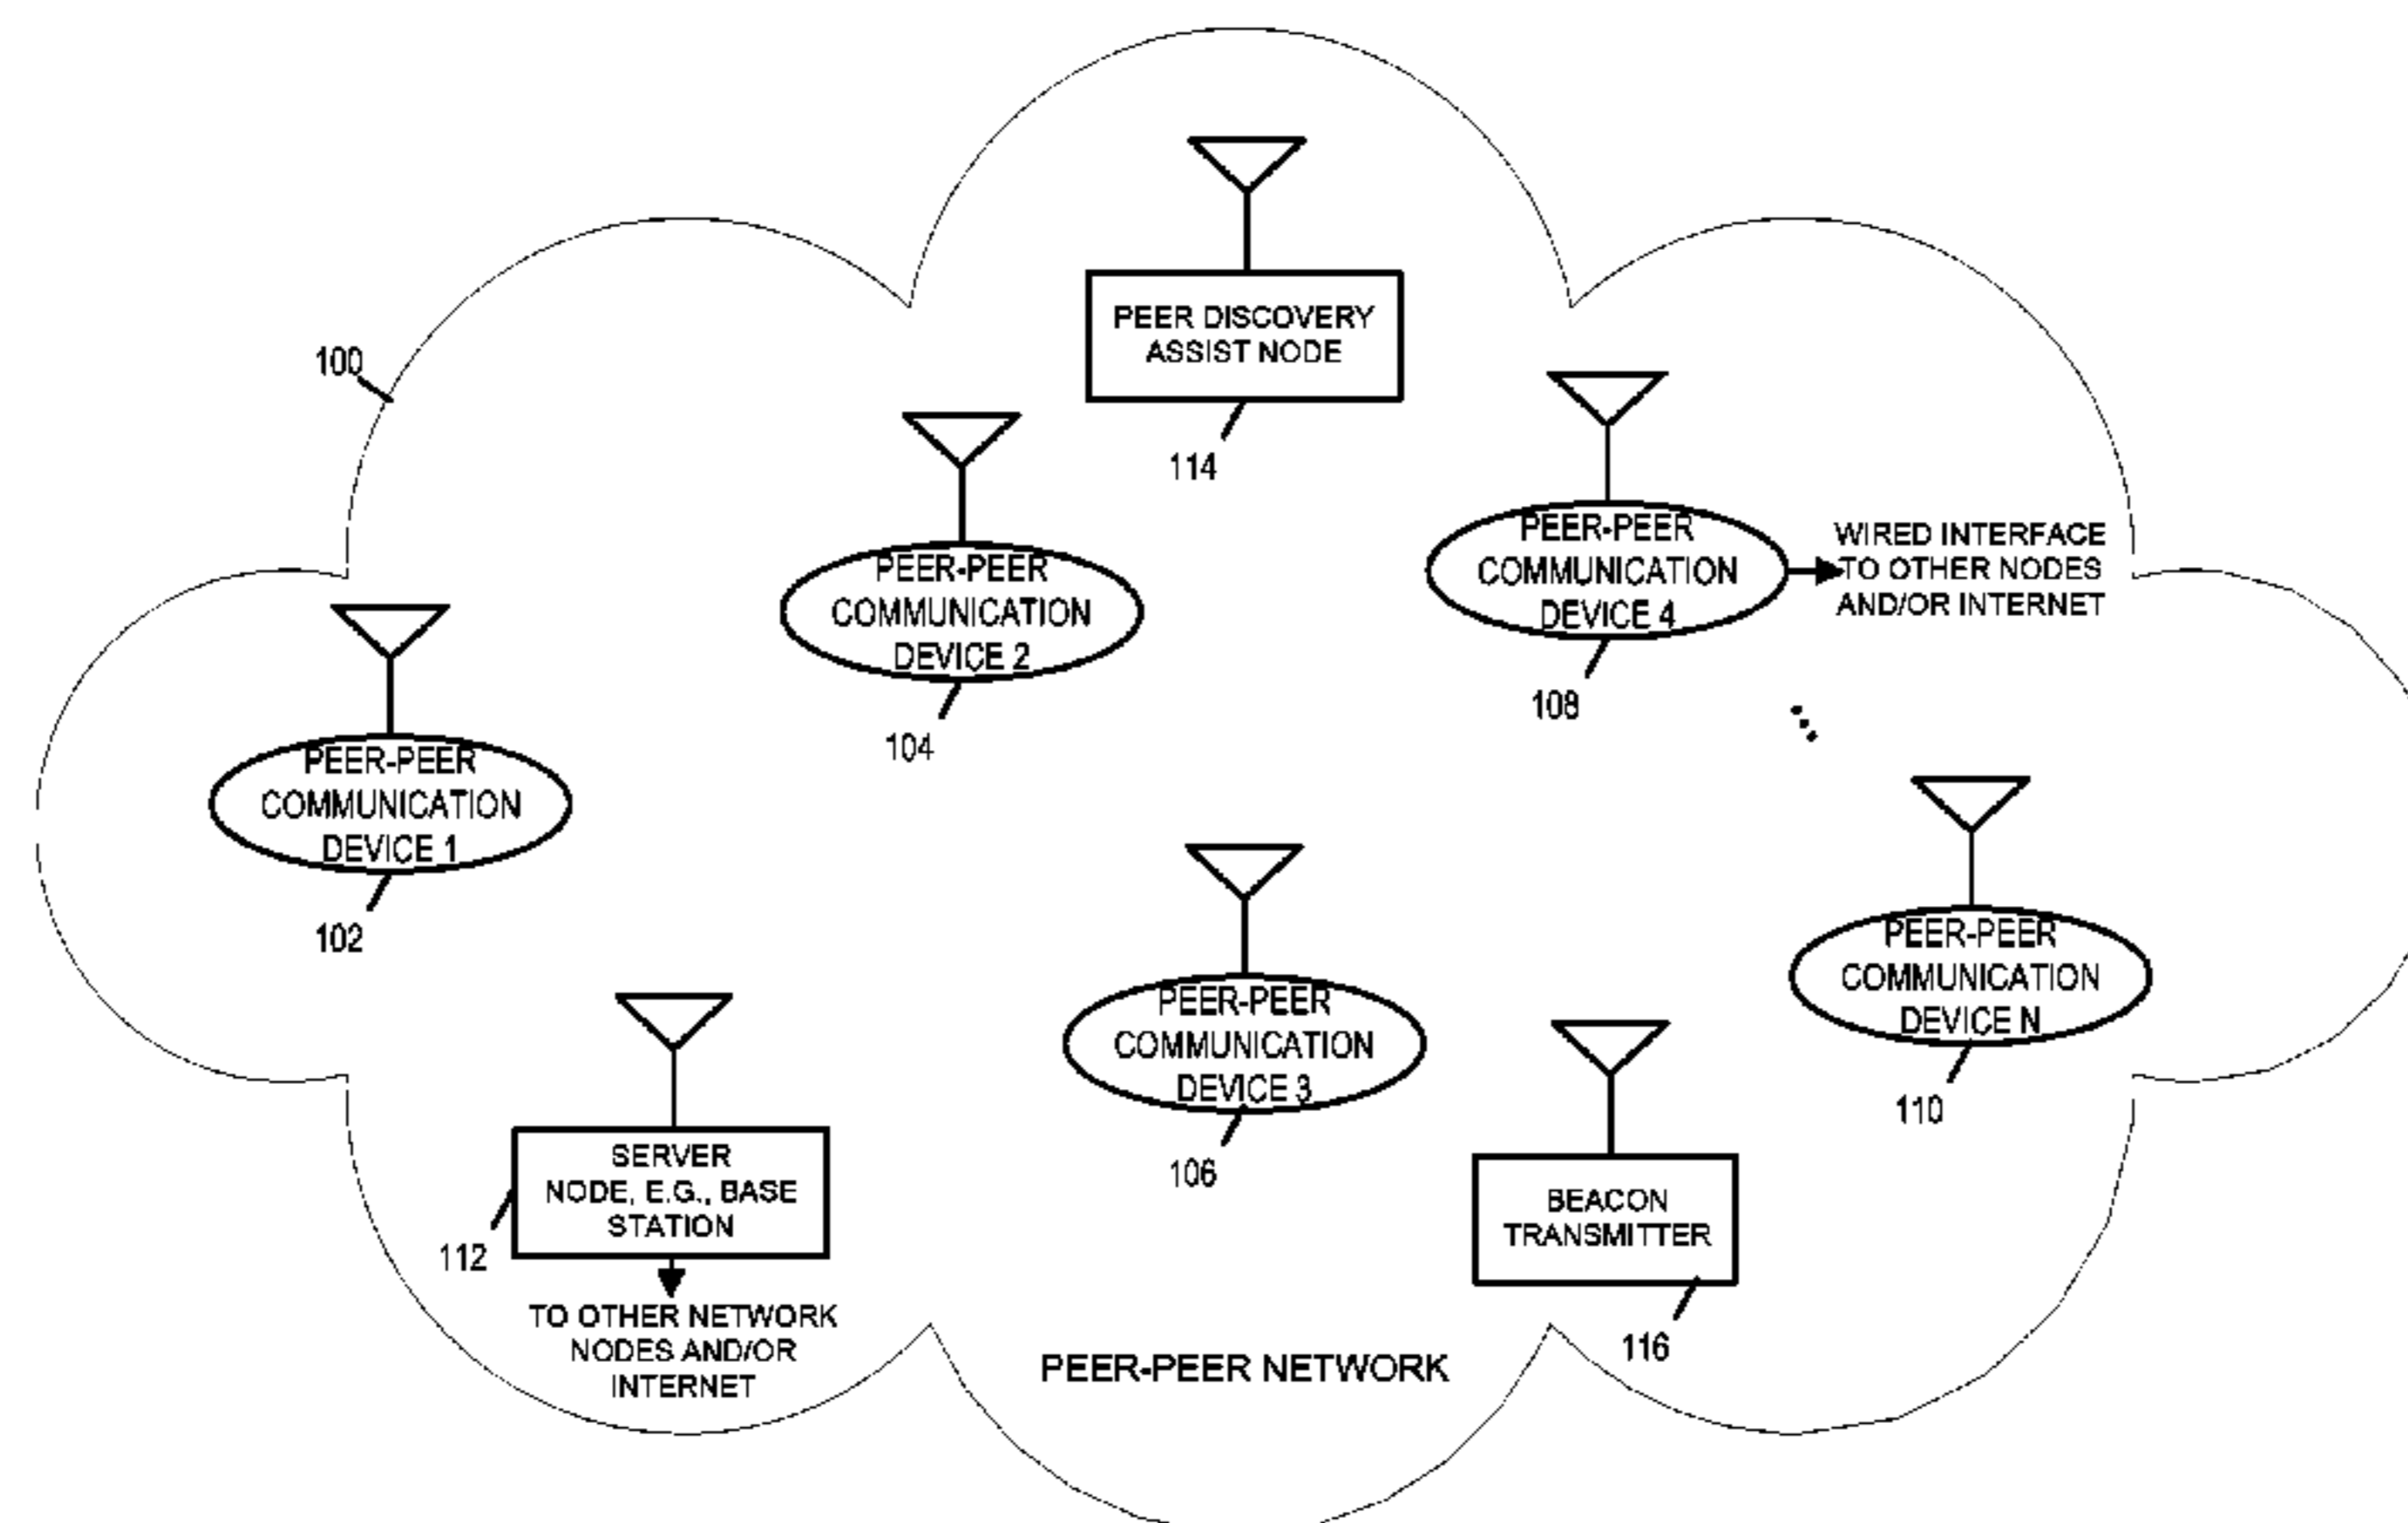 PEER DISCOVERY
ASSIST NODE
114
100
PEER-PEER
COMMUNICATION
DEVICE 4
108
WIRED INTERFACE
TO OTHER NODES
AND/OR INTERNET
PEER-PEER
COMMUNICATION
DEVICE 2
104
PEER-PEER
COMMUNICATION
DEVICE 1
102
PEER-PEER
COMMUNICATION
DEVICE N
110
PEER-PEER
COMMUNICATION
DEVICE 3
106
SERVER
NODE, E.G., BASE
STATION
112
TO OTHER NETWORK
NODES AND/OR
INTERNET
BEACON
TRANSMITTER
116
PEER-PEER NETWORK